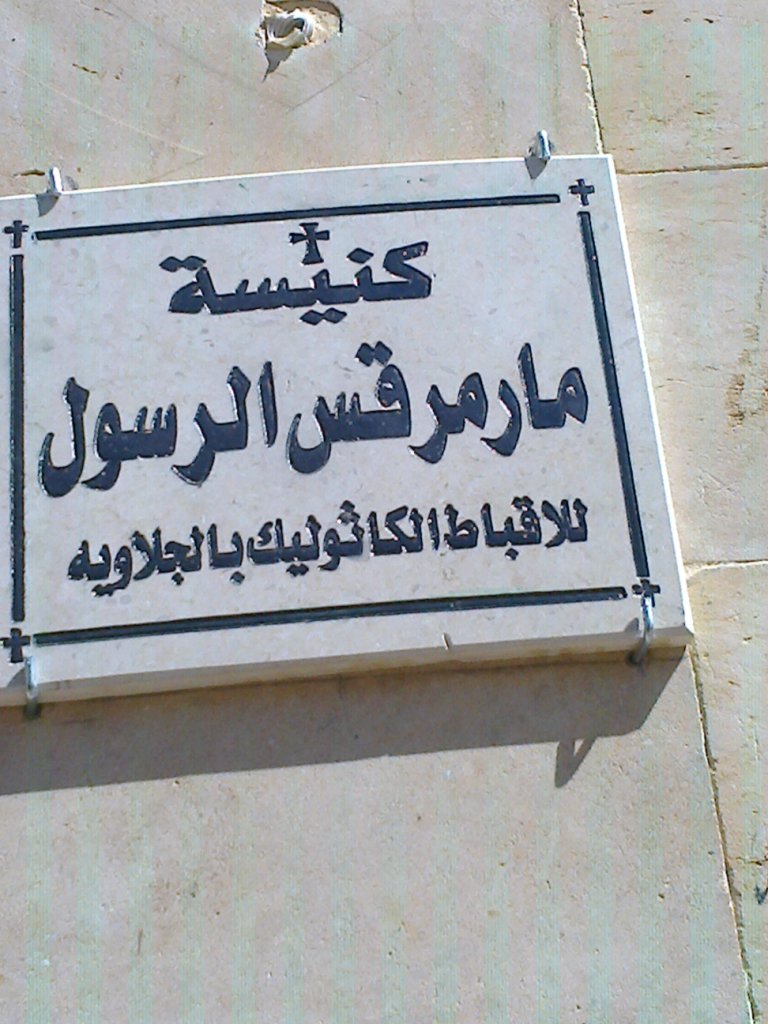 كنيسة
مارمرقس الرسول
للاقباط الكاثوليك بالجلاويه